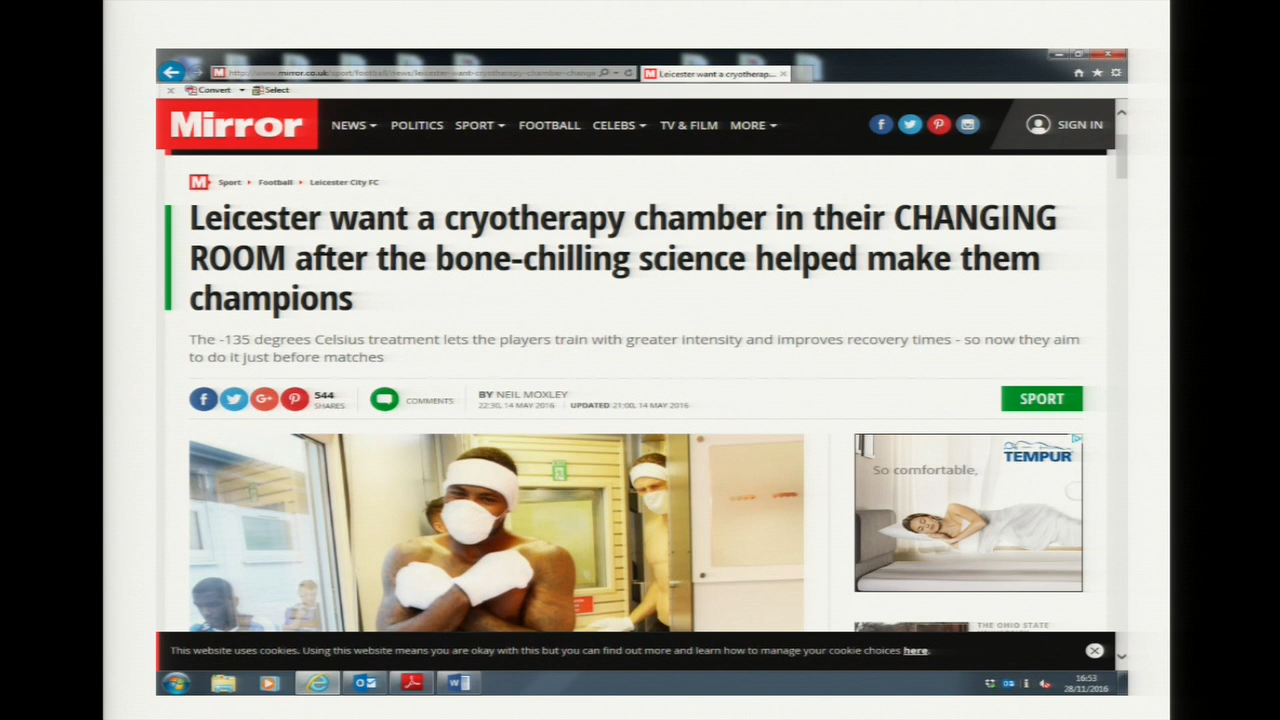 Leicester want a cryotherap...
Convert
Select
Mirror
NEWS
POLITICS
SPORT
FOOTBALL
CELEBS
TV & FILM
MORE
SIGN IN
M
Sport
Football
Leicester City FC
Leicester want a cryotherapy chamber in their CHANGING
ROOM after the bone-chilling science helped make them
champions
The -135 degrees Celsius treatment lets the players train with greater intensity and improves recovery times - so now they aim
to do it just before matches
544
SHARES
COMMENTS
BY NEIL MOXLEY
22:30, 14 MAY 2016
UPDATED 21:00, 14 MAY 2016
SPORT
TEMPUR
So comfortable,
THE OHIO STATE
This website uses cookies. Using this website means you are okay with this but you can find out more and learn how to manage your cookie choices here.
16:53
28/11/2016